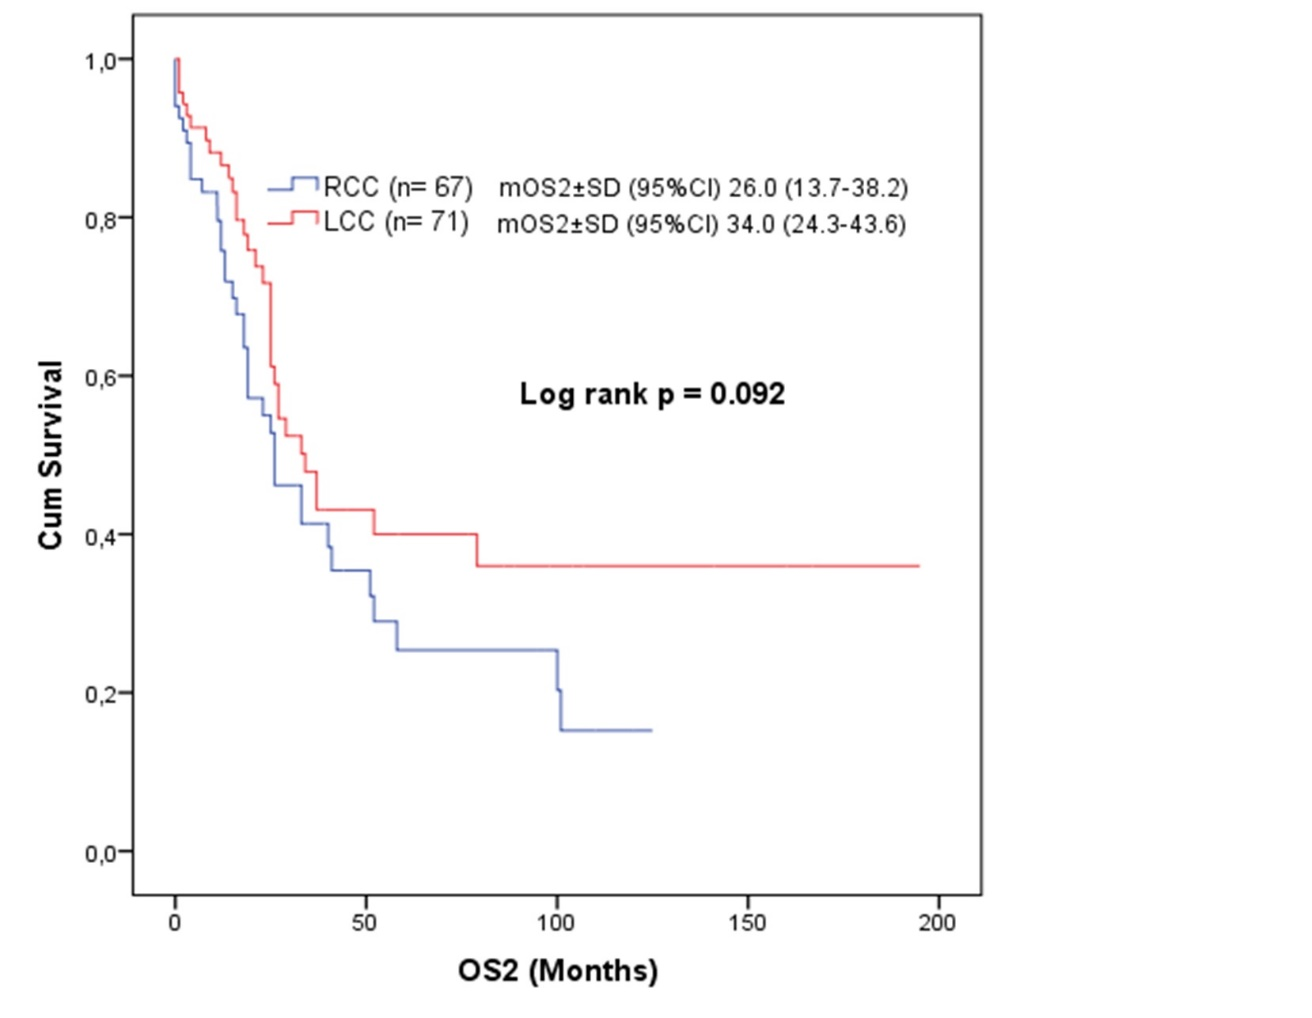 1,0
RCC (n= 67) mOS2±SD (95%CI) 26.0 (13.7-38.2)
0,8
LCC (n= 71) mOS2±SD (95%CI) 34.0 (24.3-43.6)
0,6
Log rank p = 0.092
Cum Survival
0,4
0,2
0,0
0 50 100 150 200
OS2 (Months)